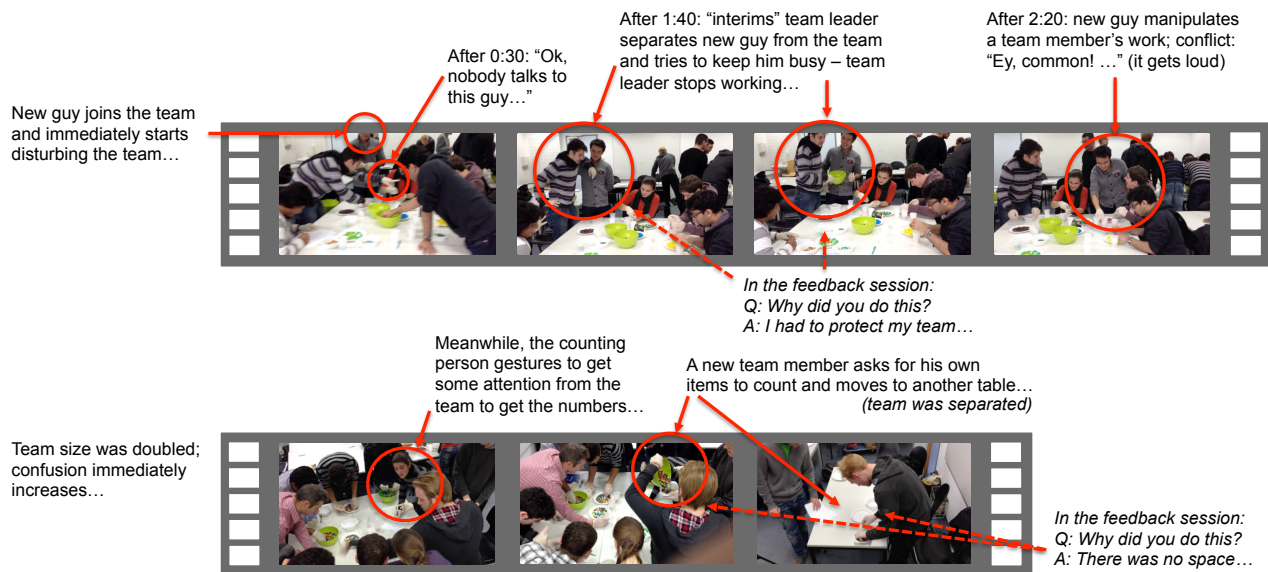 After 1:40: “interims” team leader
separates new guy from the team
and tries to keep him busy – team
leader stops working…
After 2:20: new guy manipulates
a team member’s work; conflict:
“Ey, common! …” (it gets loud)
After 0:30: “Ok,
nobody talks to
this guy…”
New guy joins the team
and immediately starts
disturbing the team…
In the feedback session:
Q: Why did you do this?
A: I had to protect my team…
Meanwhile, the counting
person gestures to get
some attention from the
team to get the numbers…
A new team member asks for his own
items to count and moves to another table…
(team was separated)
Team size was doubled;
confusion immediately
increases…
In the feedback session:
Q: Why did you do this?
A: There was no space…